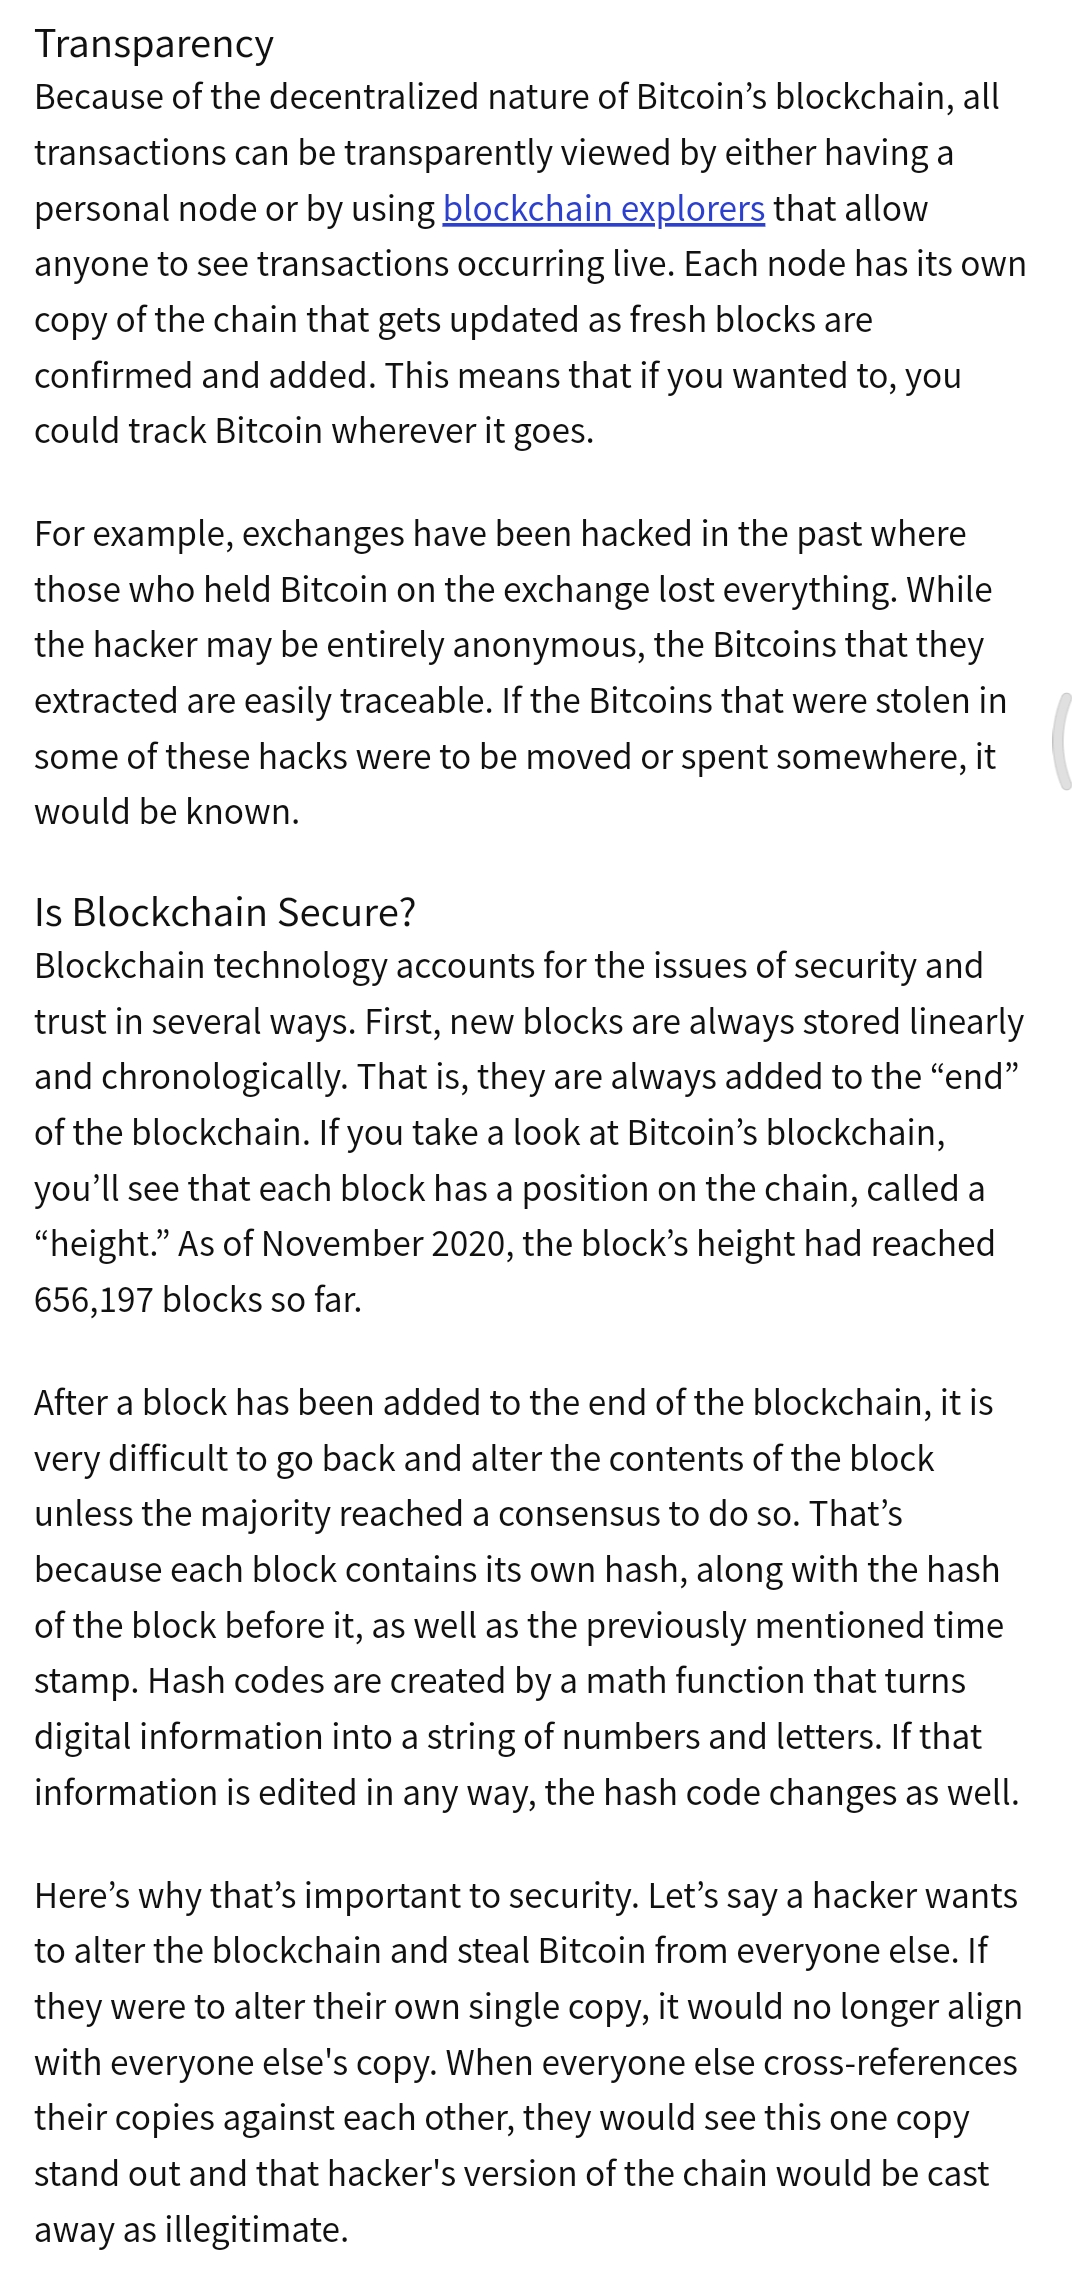 Transparency
Because of the decentralized nature of Bitcoin’s blockchain, all
transactions can be transparently viewed by either having a
personal node or by using blockchain explorers that allow
anyone to see transactions occurring live. Each node has its own
copy of the chain that gets updated as fresh blocks are
confirmed and added. This means that if you wanted to, you
could track Bitcoin wherever it goes.
For example, exchanges have been hacked in the past where
those who held Bitcoin on the exchange lost everything. While
the hacker may be entirely anonymous, the Bitcoins that they
extracted are easily traceable. If the Bitcoins that were stolen in
some of these hacks were to be moved or spent somewhere, it
would be known.
Is Blockchain Secure?
Blockchain technology accounts for the issues of security and
trust in several ways. First, new blocks are always stored linearly
and chronologically. That is, they are always added to the “end”
of the blockchain. If you take a look at Bitcoin’s blockchain,
you’ll see that each block has a position on the chain, called a
“height.” As of November 2020, the block’s height had reached
656,197 blocks so far.
After a block has been added to the end of the blockchain, it is
very difficult to go back and alter the contents of the block
unless the majority reached a consensus to do so. That’s
because each block contains its own hash, along with the hash
of the block before it, as well as the previously mentioned time
stamp. Hash codes are created by a math function that turns
digital information into a string of numbers and letters. If that
information is edited in any way, the hash code changes as well.
Here’s why that’s important to security. Let’s say a hacker wants
to alter the blockchain and steal Bitcoin from everyone else. If
they were to alter their own single copy, it would no longer align
with everyone else's copy. When everyone else cross-references
their copies against each other, they would see this one copy
stand out and that hacker's version of the chain would be cast
away as illegitimate.